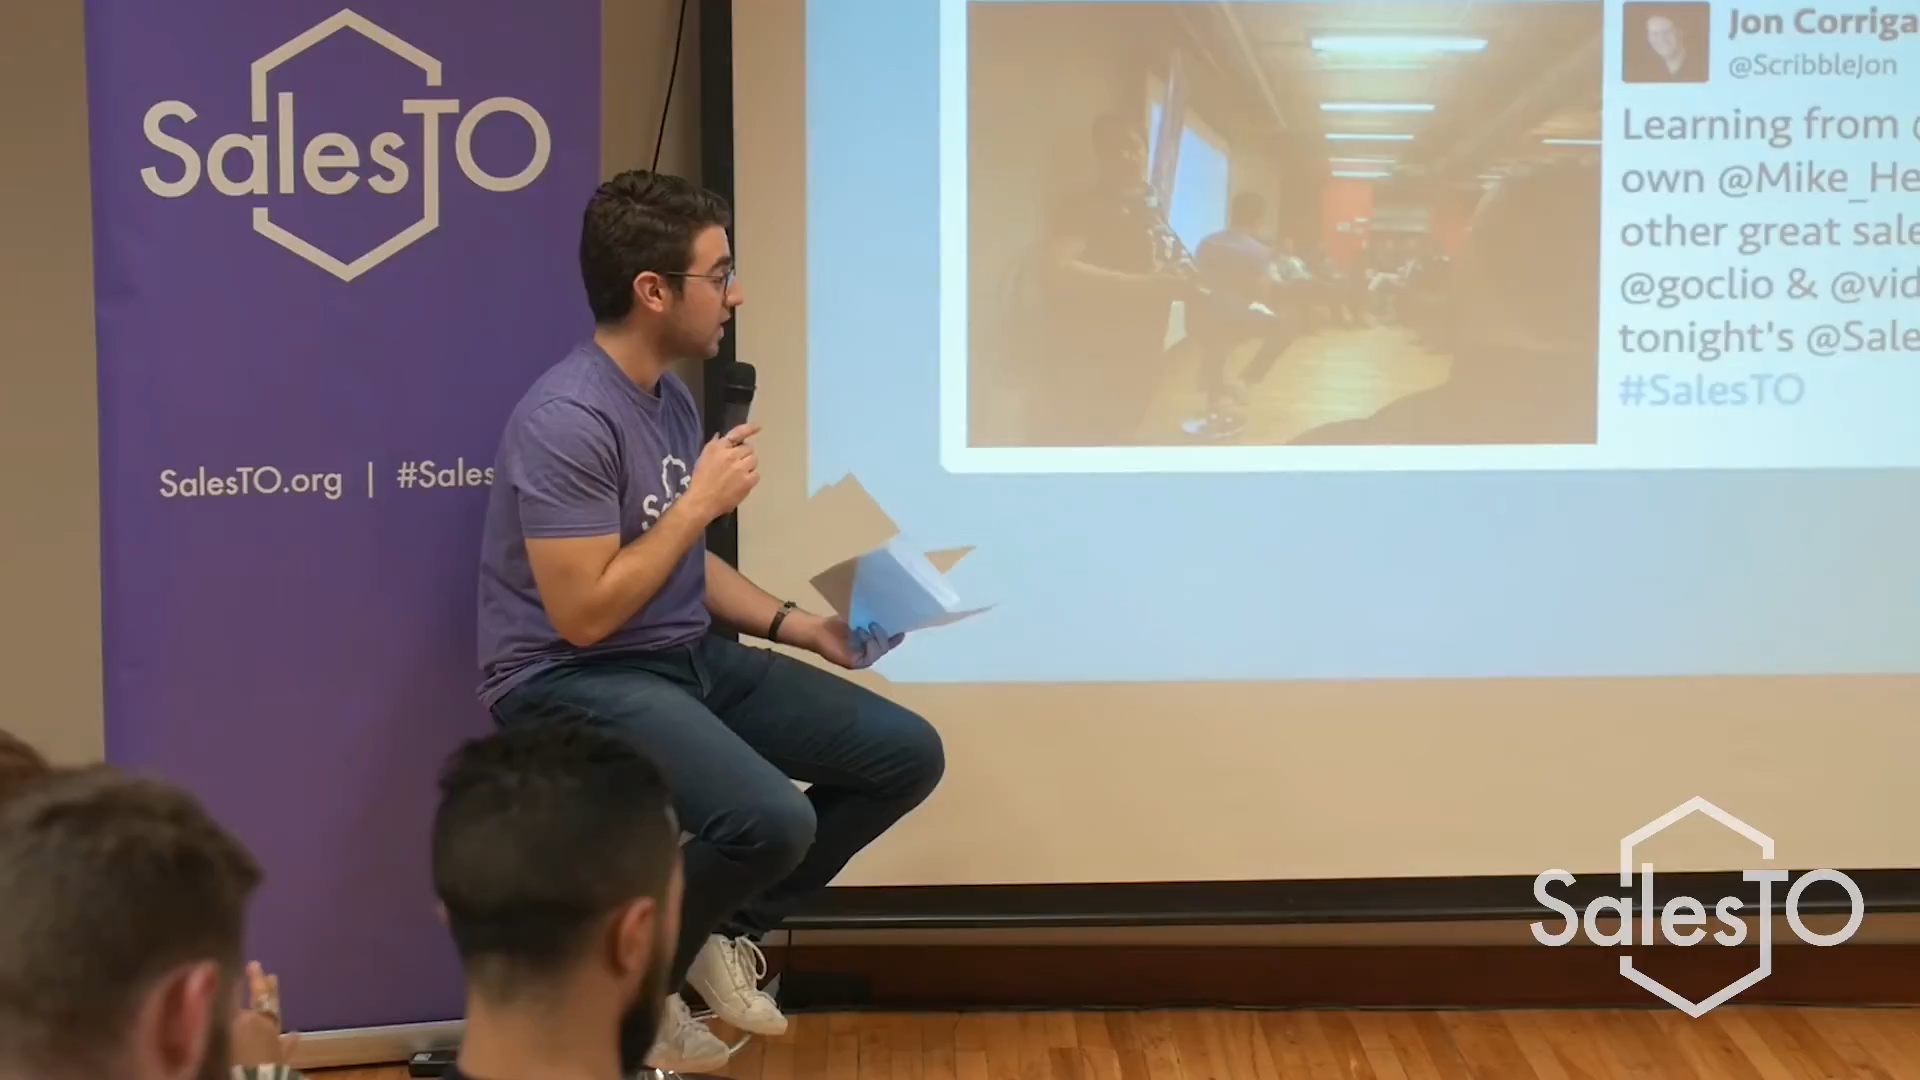 SalesTO
SalesTO.org | #Sales
Jon Corriga
@ScribbleJon
Learning from
own @Mike_He
other great sale
@goclio & @vid
tonight's @Sale
#SalesTO
SalesTO